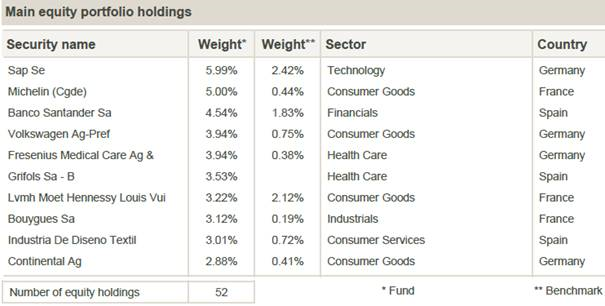 Main equity portfolio holdings
Security name Weight* Weight** Sector Country
Sap Se 5.99% 2.42% Technology Germany
Michelin (Cgde) 5.00% 0.44% Consumer Goods France
Banco Santander Sa 4.54% 1.83% Financials Spain
Volkswagen Ag-Pref 3.94% 0.75% Consumer Goods Germany
Fresenius Medical Care Ag & 3.94% 0.38% Health Care Germany
Grifols Sa - B 3.53% Health Care Spain
Lvmh Moet Hennessy Louis Vui 3.22% 2.12% Consumer Goods France
Bouygues Sa 3.12% 0.19% Industrials France
Industria De Diseno Textil 3.01% 0.72% Consumer Services Spain
Continental Ag 2.88% 0.41% Consumer Goods Germany
Number of equity holdings 52 * Fund ** Benchmark